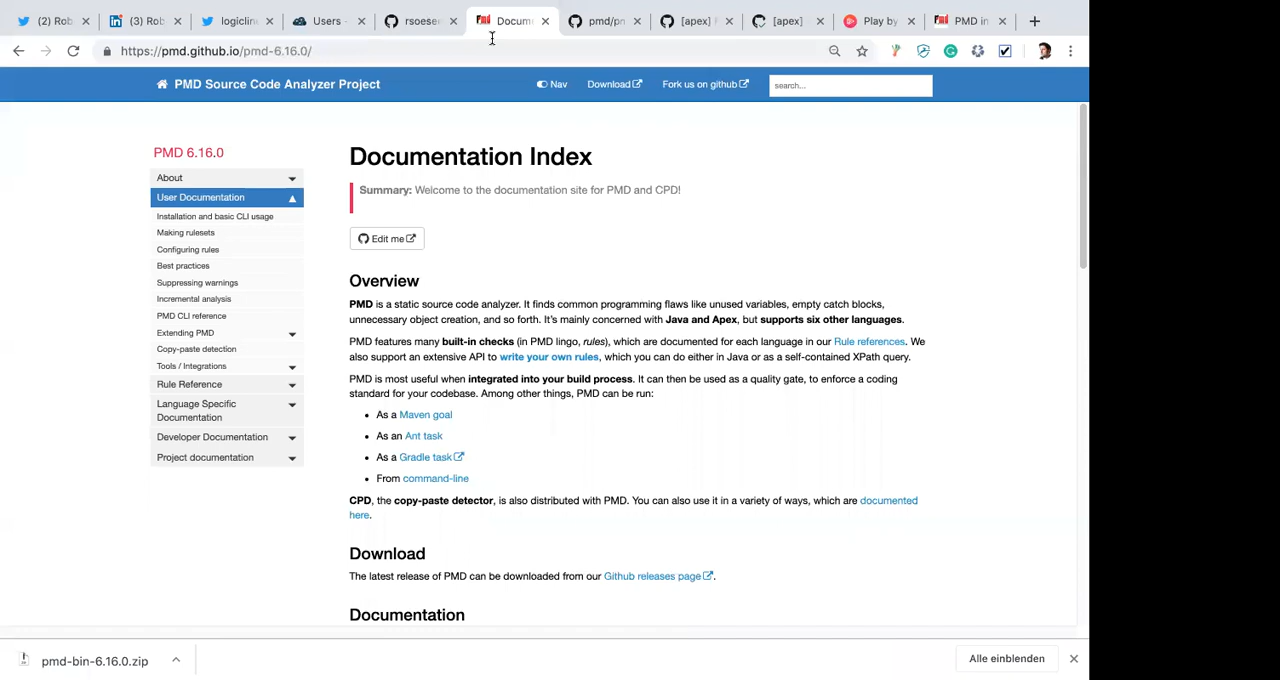 (2) Rob
(3) Rob
logicline
Users -
rsoesem
Docum
pmd/pm
[apex] F
[apex]
Play by
PMD in
https://pmd.github.io/pmd-6.16.0/
PMD Source Code Analyzer Project
Nav
Download
Fork us on github
search...
PMD 6.16.0
About
User Documentation
Installation and basic CLI usage
Making rulesets
Configuring rules
Best practices
Suppressing warnings
Incremental analysis
PMD CLI reference
Extending PMD
Copy-paste detection
Tools / Integrations
Rule Reference
Language Specific
Documentation
Developer Documentation
Project documentation
Documentation Index
Summary: Welcome to the documentation site for PMD and CPD!
Edit me
Overview
PMD is a static source code analyzer. It finds common programming flaws like unused variables, empty catch blocks,
unnecessary object creation, and so forth. It's mainly concerned with Java and Apex, but supports six other languages.
PMD features many built-in checks (in PMD lingo, rules), which are documented for each language in our Rule references. We
also support an extensive API to write your own rules, which you can do either in Java or as a self-contained XPath query.
PMD is most useful when integrated into your build process. It can then be used as a quality gate, to enforce a coding
standard for your codebase. Among other things, PMD can be run:
As a Maven goal
As an Ant task
As a Gradle task
From command-line
CPD, the copy-paste detector, is also distributed with PMD. You can also use it in a variety of ways, which are documented
here.
Download
The latest release of PMD can be downloaded from our Github releases page.
Documentation
pmd-bin-6.16.0.zip
Alle einblenden